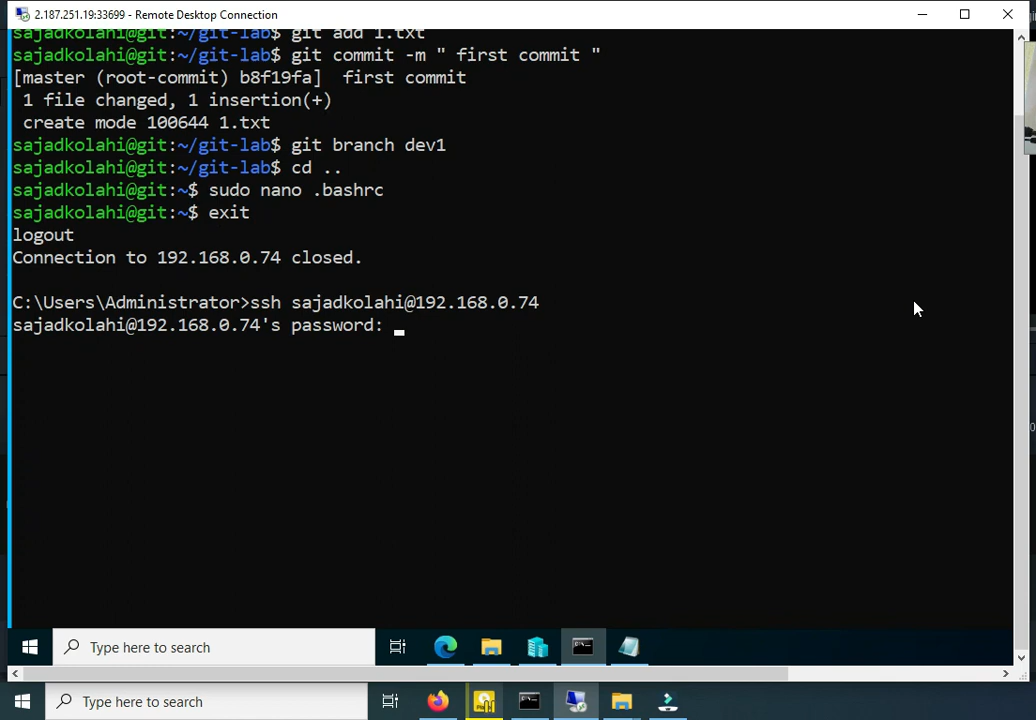 2.187.251.19:33699 - Remote Desktop Connection
sajadkolahi@git:~/git-lab$ git add 1.txt
sajadkolahi@git:~/git-lab$ git commit -m " first commit "
[master (root-commit) b8f19fa]  first commit
 1 file changed, 1 insertion(+)
 create mode 100644 1.txt
sajadkolahi@git:~/git-lab$ git branch dev1
sajadkolahi@git:~/git-lab$ cd ..
sajadkolahi@git:~$ sudo nano .bashrc
sajadkolahi@git:~$ exit
logout
Connection to 192.168.0.74 closed.
C:\Users\Administrator>ssh sajadkolahi@192.168.0.74
sajadkolahi@192.168.0.74's password:
Type here to search
Type here to search